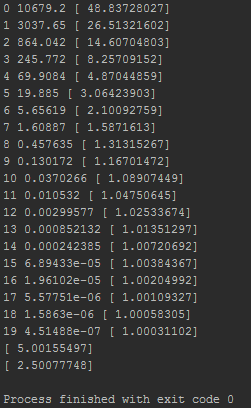 0 10679.2 [ 48.83728027]
1 3037.65 [ 26.51321602]
2 864.042 [ 14.60704803]
3 245.772 [ 8.25709152]
4 69.9084 [ 4.87044859]
5 19.885 [ 3.06423903]
6 5.65619 [ 2.10092759]
7 1.60887 [ 1.5871613]
8 0.457635 [ 1.31315267]
9 0.130172 [ 1.16701472]
10 0.0370266 [ 1.08907449]
11 0.010532 [ 1.04750645]
12 0.00299577 [ 1.02533674]
13 0.000852132 [ 1.01351297]
14 0.000242385 [ 1.00720692]
15 6.89433e-05 [ 1.00384367]
16 1.96102e-05 [ 1.00204992]
17 5.57751e-06 [ 1.00109327]
18 1.5863e-06 [ 1.00058305]
19 4.51488e-07 [ 1.00031102]
[ 5.00155497]
[ 2.50077748]
Process finished with exit code 0